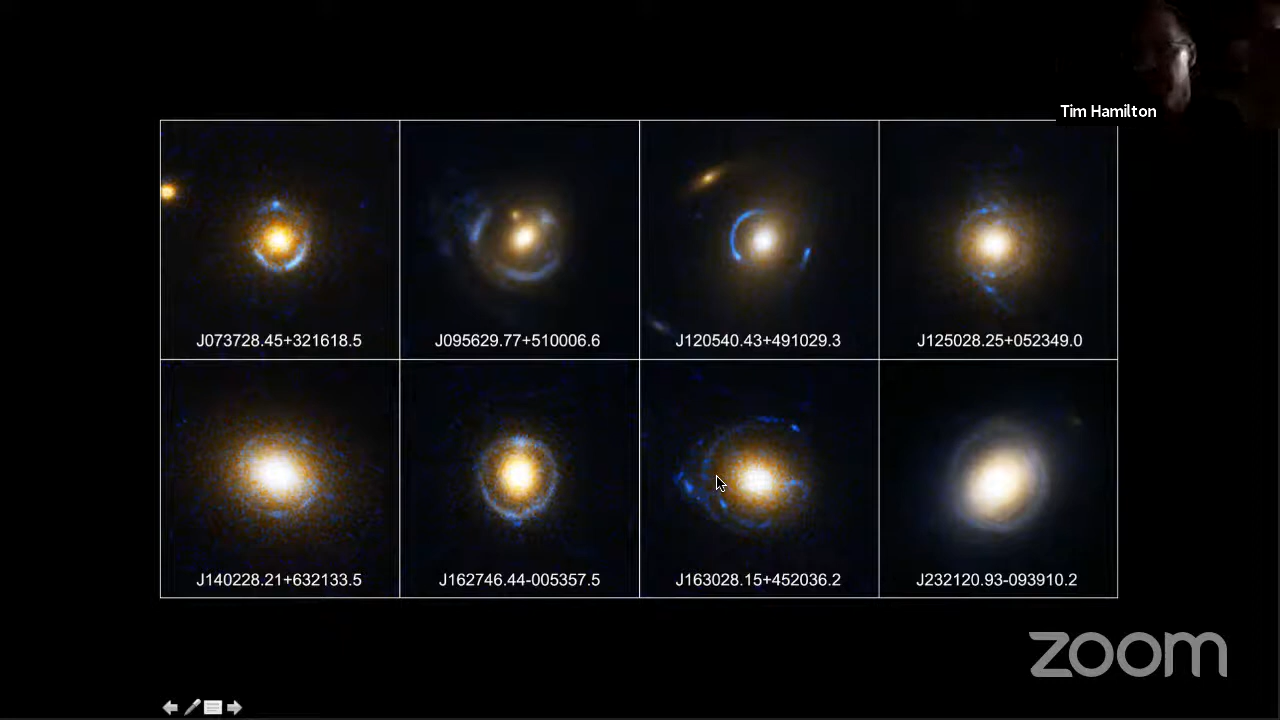 Tim Hamilton
J073728.45+321618.5
J095629.77+510006.6
J120540.43+491029.3
J125028.25+052349.0
J140228.21+632133.5
J162746.44-005357.5
J163028.15+452036.2
J232120.93-093910.2
zoom